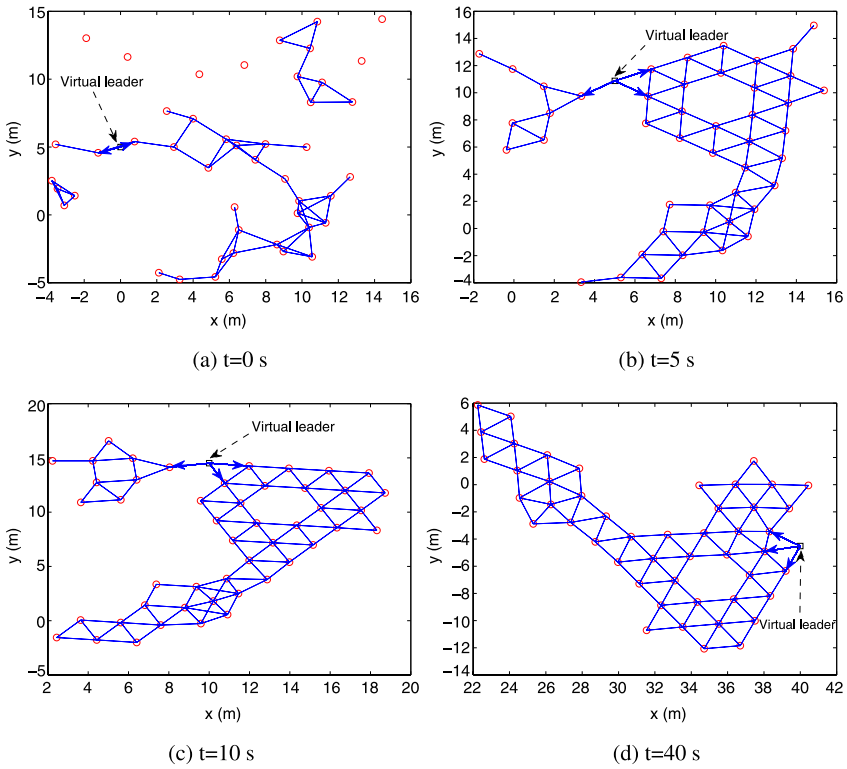 15
10
5
0
−5
y (m)
Virtual leader
−4 −2 0 2 4 6 8 10 12 14 16
x (m)
(a) t=0 s
16
14
12
10
8
6
4
2
0
−2
−4
y (m)
Virtual leader
−2 0 2 4 6 8 10 12 14 16
x (m)
(b) t=5 s
20
15
10
5
0
−5
y (m)
Virtual leader
2 4 6 8 10 12 14 16 18 20
x (m)
(c) t=10 s
6
4
2
0
−2
−4
−6
−8
−10
−12
−14
y (m)
Virtual leader
22 24 26 28 30 32 34 36 38 40 42
x (m)
(d) t=40 s